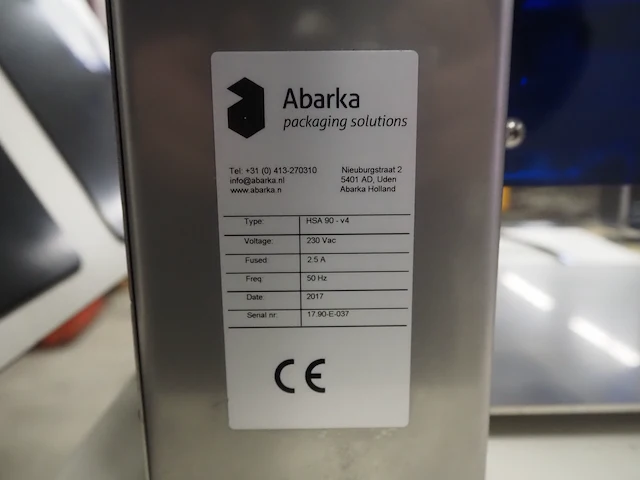 Abarka
packaging solutions
Tel: +31 (0) 413-270310
info@abarka.nl
www.abarka.n
Nieuburgstraat 2
5401 AD, Uden
Abarka Holland
Type: HSA 90 - v4
Voltage: 230 Vac
Fused: 2.5 A
Freq: 50 Hz
Date: 2017
Serial nr: 17.90-E-037
CE